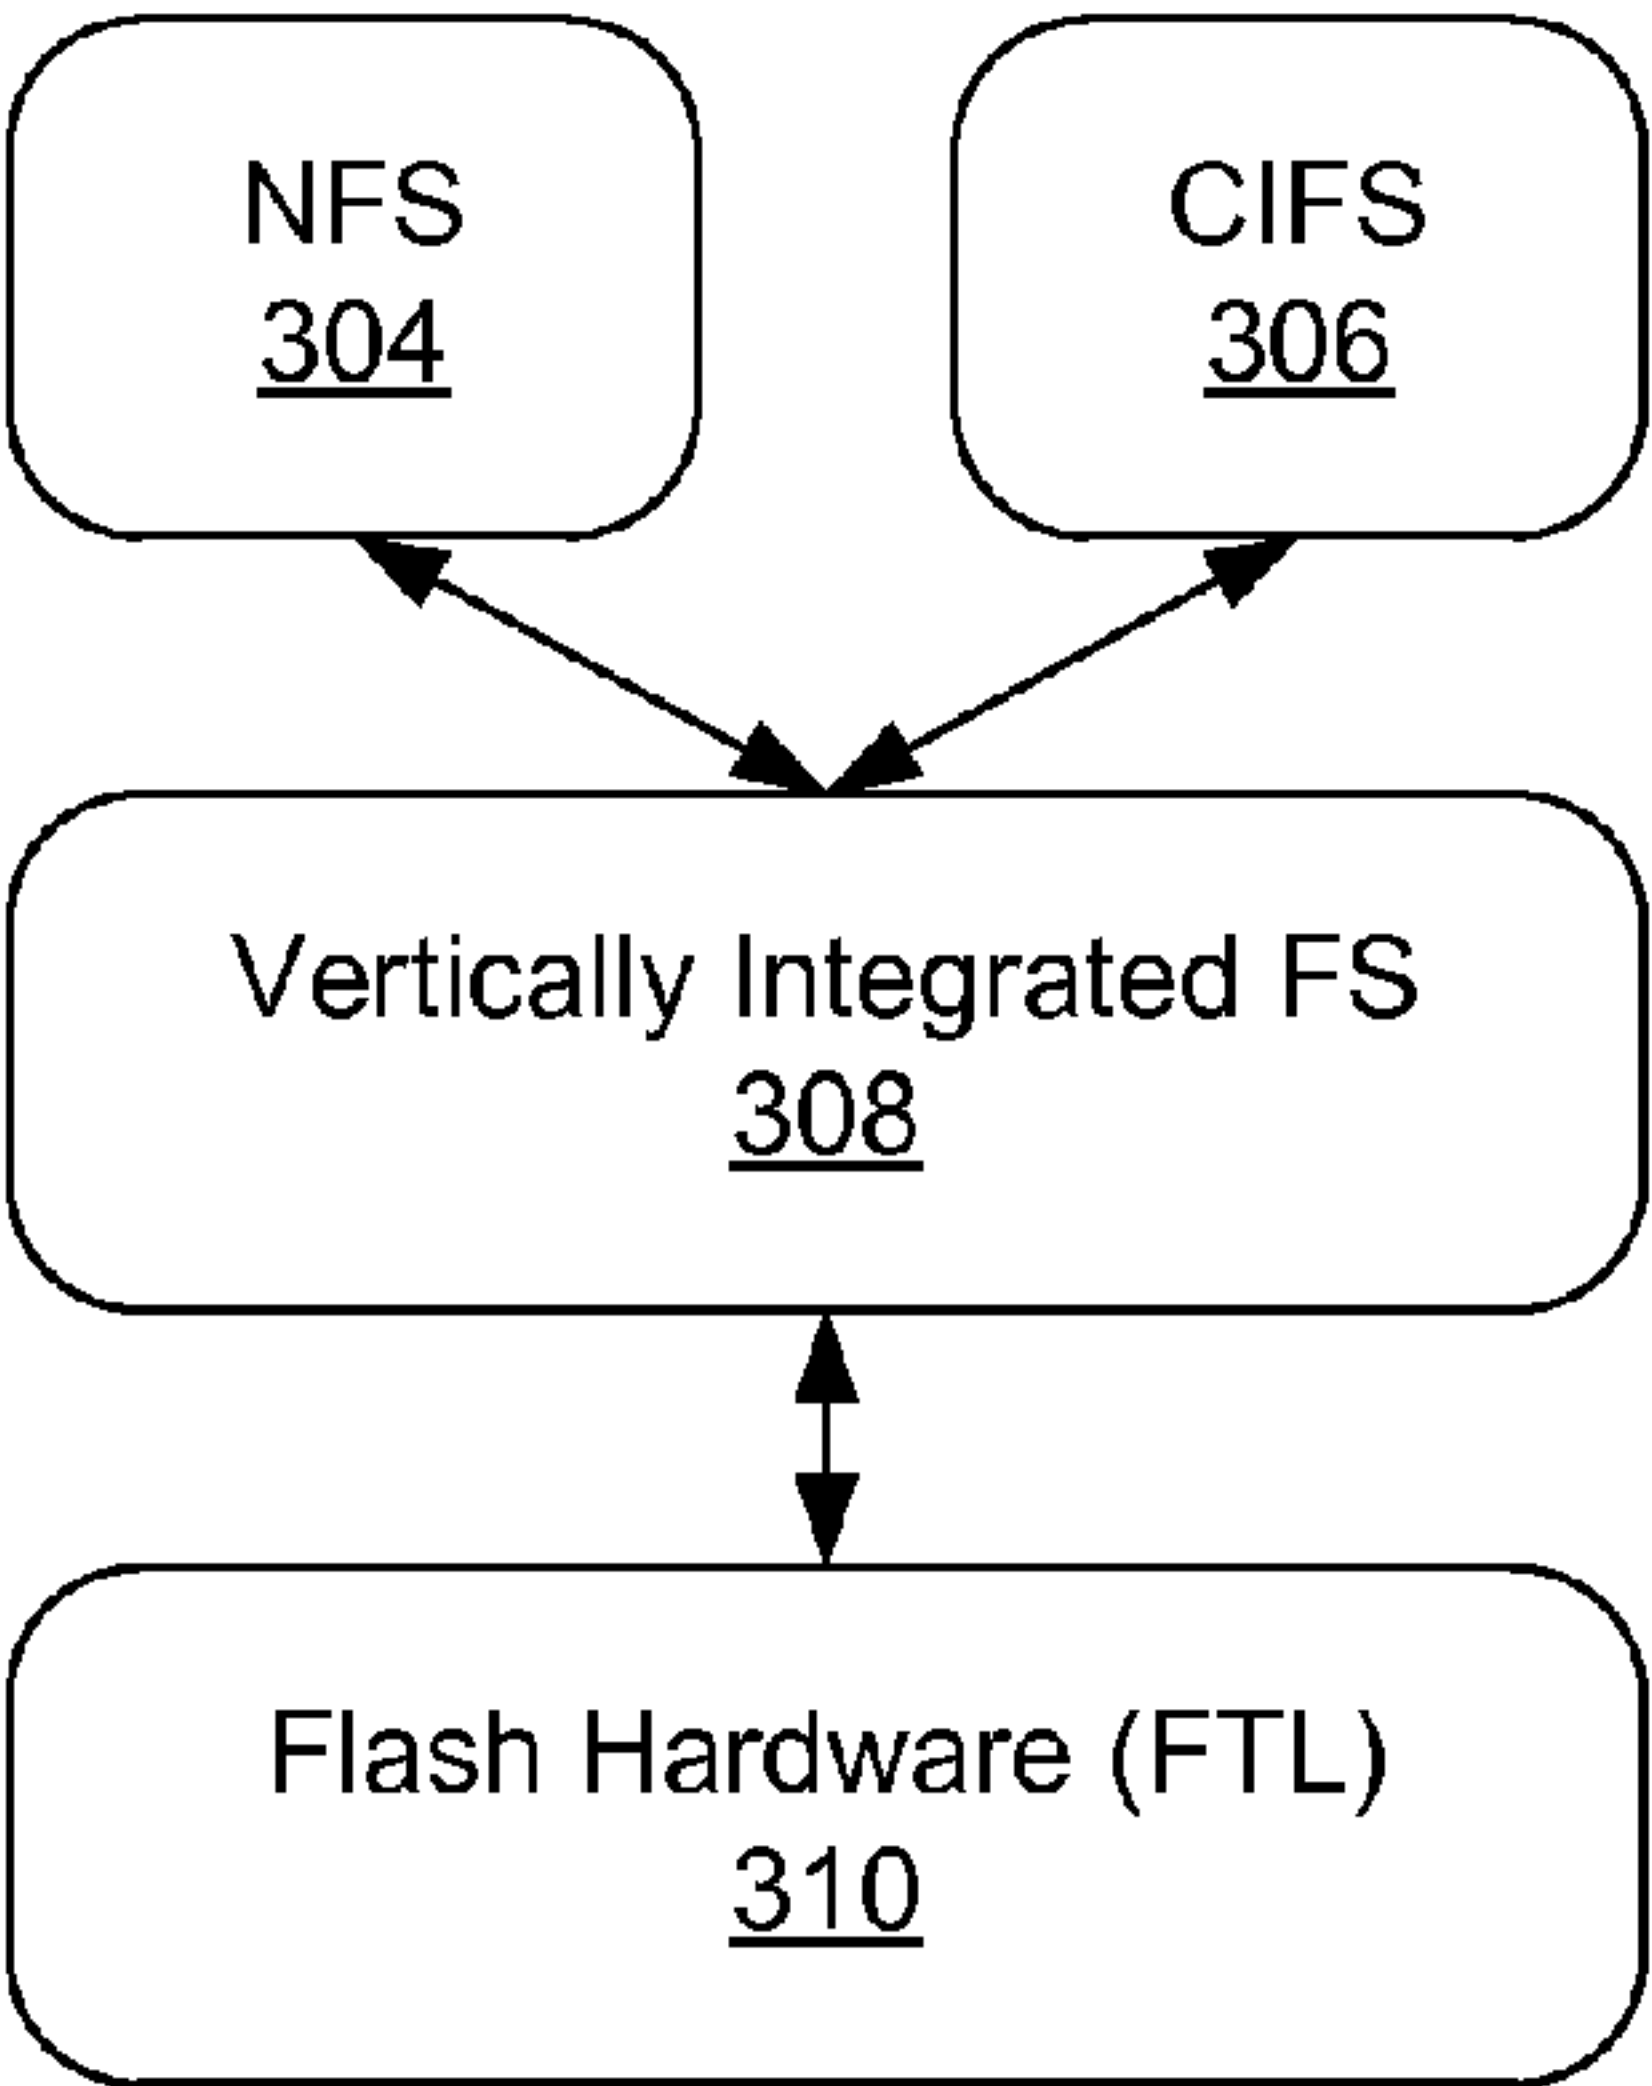 NFS
304
CIFS
306
Vertically Integrated FS
308
Flash Hardware (FTL)
310